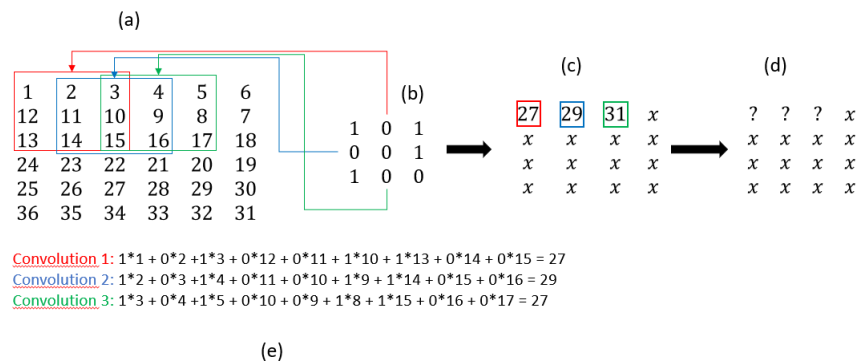 (a)
(b)
(c)
(d)
1 2 3 4 5 6
12 11 10 9 8 7
13 14 15 16 17 18
24 23 22 21 20 19
25 26 27 28 29 30
36 35 34 33 32 31
1 0 1
0 0 1
1 0 0
27 29 31 x
x x x x
x x x x
x x x x
? ? ? x
x x x x
x x x x
x x x x
Convolution 1: 1*1 + 0*2 +1*3 + 0*12 + 0*11 + 1*10 + 1*13 + 0*14 + 0*15 = 27
Convolution 2: 1*2 + 0*3 +1*4 + 0*11 + 0*10 + 1*9 + 1*14 + 0*15 + 0*16 = 29
Convolution 3: 1*3 + 0*4 +1*5 + 0*10 + 0*9 + 1*8 + 1*15 + 0*16 + 0*17 = 27
(e)